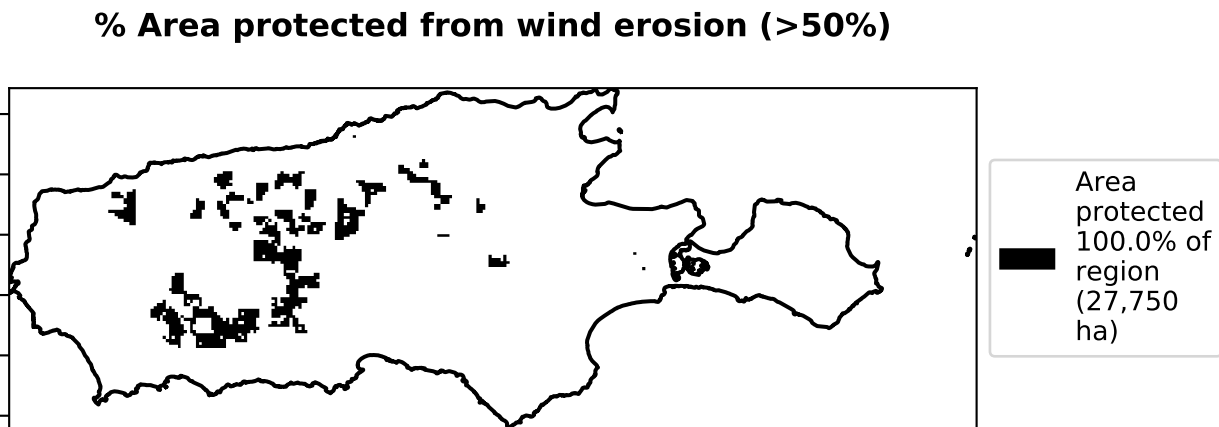 % Area protected from wind erosion (>50%)
Area
protected
100.0% of
region
(27,750
ha)